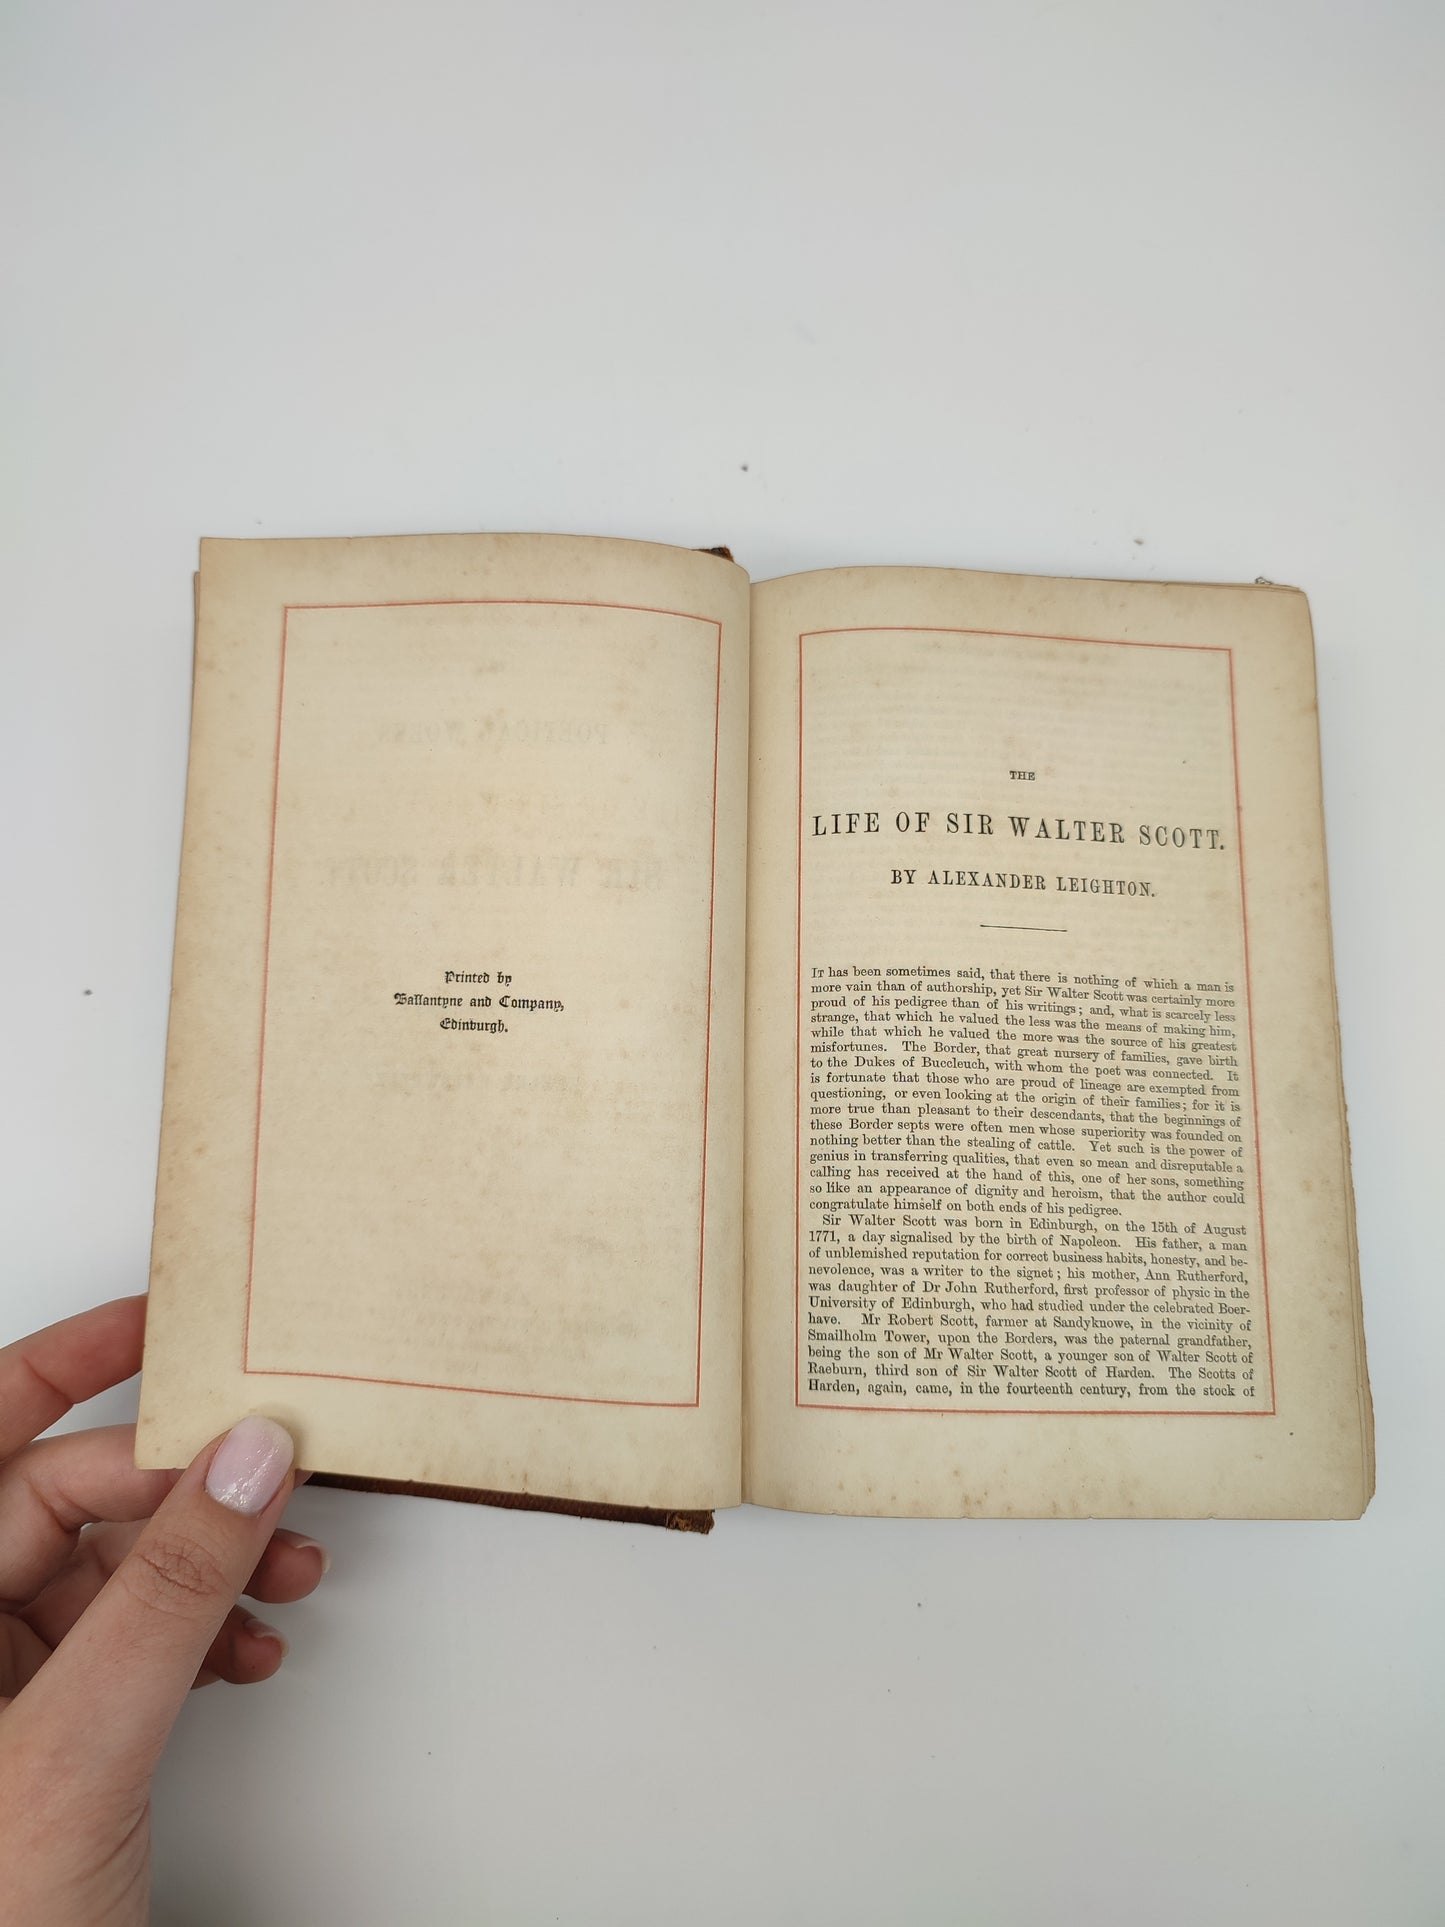 Printed by
Ballantyne and Company,
Edinburgh.
THE
LIFE OF SIR WALTER SCOTT.
BY ALEXANDER LEIGHTON.
IT has been sometimes said, that there is nothing of which a man is
more vain than of authorship, yet Sir Walter Scott was certainly more
proud of his pedigree than of his writings; and, what is scarcely less
strange, that which he valued the less was the means of making him,
while that which he valued the more was the source of his greatest
misfortunes. The Border, that great nursery of families, gave birth
to the Dukes of Buccleuch, with whom the poet was connected. It
is fortunate that those who are proud of lineage are exempted from
questioning, or even looking at the origin of their families; for it is
more true than pleasant to their descendants, that the beginnings of
these Border septs were often men whose superiority was founded on
nothing better than the stealing of cattle. Yet such is the power of
genius in transferring qualities, that even so mean and disreputable a
calling has received at the hand of this, one of her sons, something
so like an appearance of dignity and heroism, that the author could
congratulate himself on both ends of his pedigree.
Sir Walter Scott was born in Edinburgh, on the 15th of August
1771, a day signalised by the birth of Napoleon. His father, a man
of unblemished reputation for correct business habits, honesty, and be-
nevolence, was a writer to the signet; his mother, Ann Rutherford,
was daughter of Dr John Rutherford, first professor of physic in the
University of Edinburgh, who had studied under the celebrated Boer-
have. Mr Robert Scott, farmer at Sandyknowe, in the vicinity of
Smailholm Tower, upon the Borders, was the paternal grandfather,
being the son of Mr Walter Scott, a younger son of Walter Scott of
Raeburn, third son of Sir Walter Scott of Harden. The Scotts of
Harden, again, came, in the fourteenth century, from the stock of